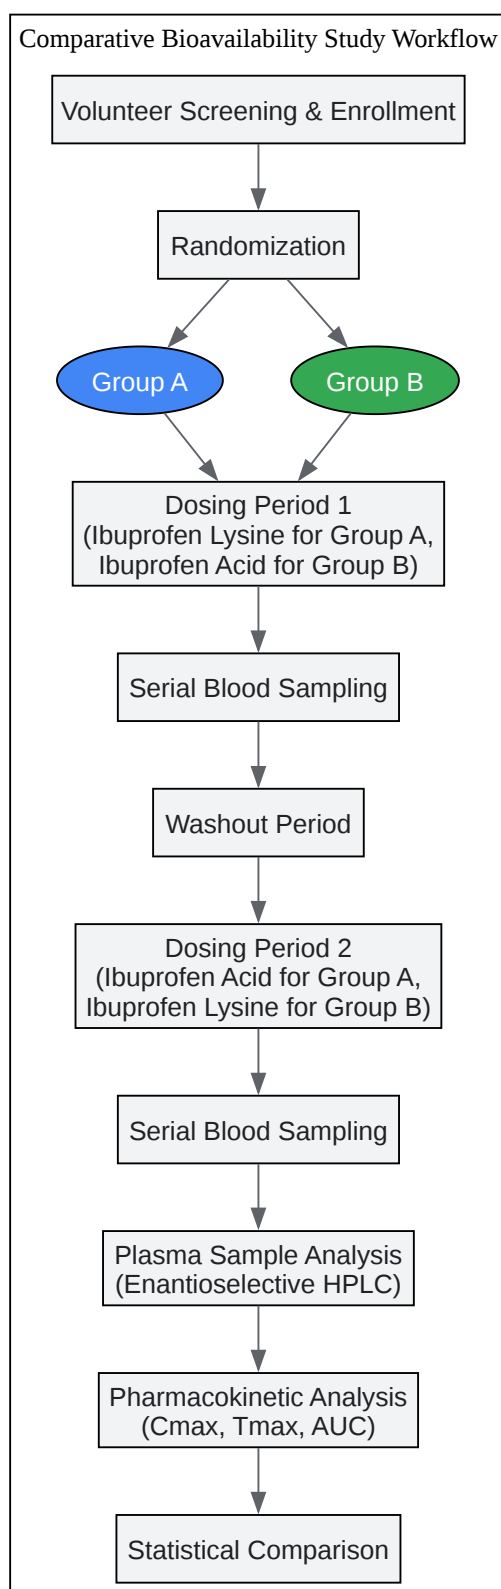 Comparative Bioavailability Study Workflow
Volunteer Screening & Enrollment
Randomization
Group A
Group B
Dosing Period 1
(Ibuprofen Lysine for Group A,
Ibuprofen Acid for Group B)
Serial Blood Sampling
Washout Period
Dosing Period 2
(Ibuprofen Acid for Group A,
Ibuprofen Lysine for Group B)
Serial Blood Sampling
Plasma Sample Analysis
(Enantioselective HPLC)
Pharmacokinetic Analysis
(Cmax, Tmax, AUC)
Statistical Comparison